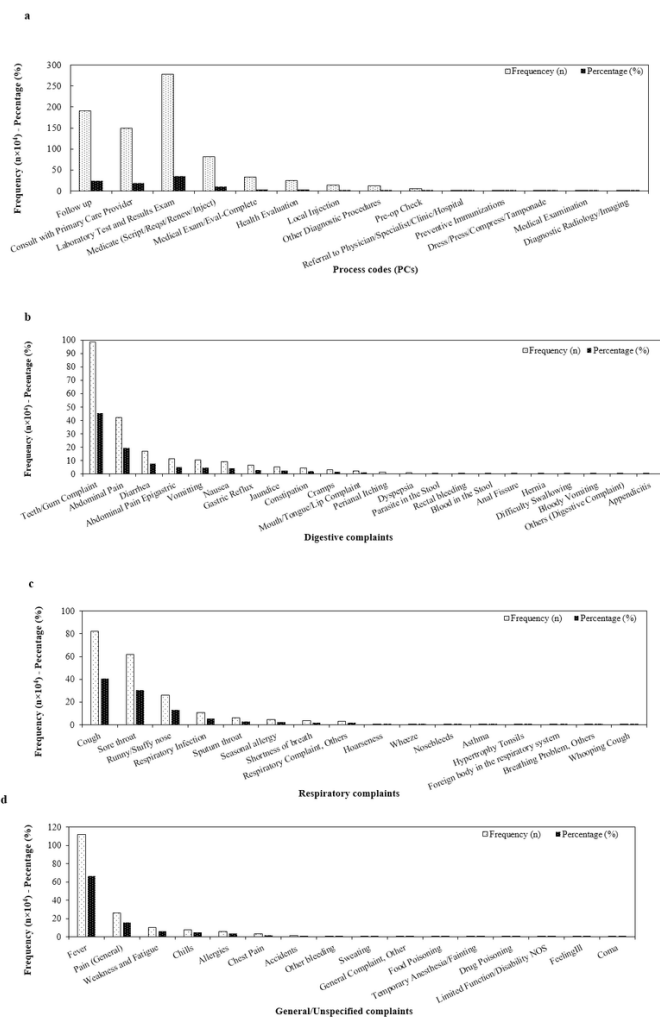 a
Frequency (n×10⁴) - Pecentage (%)
300
250
200
150
100
50
0
Frequencey (n)
Percentage (%)
Follow up
Consult with Primary Care Provider
Laboratory Test and Results Exam
Medicate (Script/Reqst/Renew/Inject)
Medical Exam/Eval-Complete
Health Evaluation
Local Injection
Other Diagnostic Procedures
Pre-op Check
Referral to Physician/Specialist/Clinic/Hospital
Preventive Immunizations
Dress/Press/Compress/Tamponade
Medical Examination
Diagnostic Radiology/Imaging
Process codes (PCs)
b
Frequency (n×10⁴) - Pecentage (%)
100
90
80
70
60
50
40
30
20
10
0
Frequency (n)
Percentage (%)
Teeth/Gum Complaint
Abdominal Pain
Diarrhea
Abdominal Pain Epigastric
Vomitting
Nausea
Gastric Reflux
Jaundice
Constipation
Cramps
Mouth/Tongue/Lip Complaint
Perianal Itching
Dyspepsia
Parasite in the Stool
Rectal bleeding
Blood in the Stool
Anal Fissure
Hernia
Difficulty Swallowing
Bloody Vomiting
Others (Digestive Complaint)
Appendicitis
Digestive complaints
c
Frequency (n×10⁴) - Pecentage (%)
100
80
60
40
20
0
Frequency (n)
Percentage (%)
Cough
Sore throat
Runny/Stuffy nose
Respiratory Infection
Sputum throat
Seasonal allergy
Shortness of breath
Respiratory Complaint, Others
Hoarseness
Wheeze
Nosebleeds
Asthma
Hypertrophy Tonsils
Foreign body in the respiratory system
Breathing Problem, Others
Whooping Cough
Respiratory complaints
d
Frequency (n×10⁴) - Pecentage (%)
120
100
80
60
40
20
0
Frequency (n)
Percentage (%)
Fever
Pain (General)
Weakness and Fatigue
Chills
Allergies
Chest Pain
Accidents
Other bleeding
Sweating
General Complaint, Other
Food Poisoning
Temporary Anesthesia/Fainting
Drug Poisoning
Limited Function/Disability NOS
FeelingIll
Coma
General/Unspecified complaints